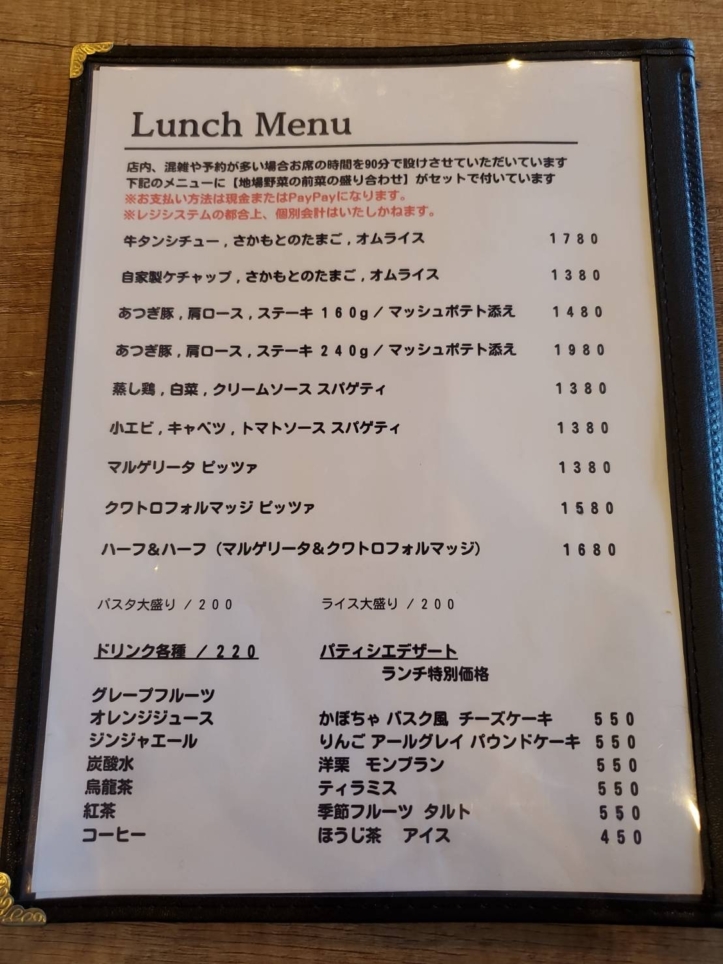 Lunch Menu
店内、混雑や予約が多い場合お席の時間を90分で設けさせていただいています
下記のメニューに【地場野菜の前菜の盛り合わせ】がセットで付いています
※お支払い方法は現金またはPayPayになります。
※レジシステムの都合上、個別会計はいたしかねます。
牛タンシチュー , さかもとのたまご , オムライス 1780
自家製ケチャップ , さかもとのたまご , オムライス 1380
あつぎ豚 , 肩ロース , ステーキ 160g / マッシュポテト添え 1480
あつぎ豚 , 肩ロース , ステーキ 240g / マッシュポテト添え 1980
蒸し鶏 , 白菜 , クリームソース スパゲティ 1380
小エビ , キャベツ , トマトソース スパゲティ 1380
マルゲリータ ピッツァ 1380
クワトロフォルマッジ ピッツァ 1580
ハーフ&ハーフ（マルゲリータ&クワトロフォルマッジ） 1680
パスタ大盛り / 200 ライス大盛り / 200
ドリンク各種 / 220
グレープフルーツ
オレンジジュース
ジンジャエール
炭酸水
烏龍茶
紅茶
コーヒー
パティシエデザート
ランチ特別価格
かぼちゃ バスク風 チーズケーキ 550
りんご アールグレイ パウンドケーキ 550
洋栗 モンブラン 550
ティラミス 550
季節フルーツ タルト 550
ほうじ茶 アイス 450